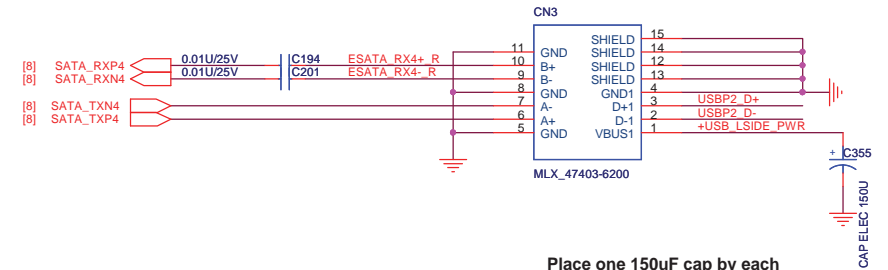 CN3
[8] SATA_RXP4 0.01U/25V C194 ESATA_RX4+_R
[8] SATA_RXN4 0.01U/25V C201 ESATA_RX4-_R
[8] SATA_TXN4
[8] SATA_TXP4
11 GND
10 B+
9 B-
8 GND
7 A-
6 A+
5 GND
SHIELD 15
SHIELD 14
SHIELD 12
SHIELD 13
GND1 4
D+1 3 USBP2_D+
D-1 2 USBP2_D-
VBUS1 1 +USB_LSIDE_PWR
MLX_47403-6200
+ C355
CAP ELEC 150U
Place one 150uF cap by each